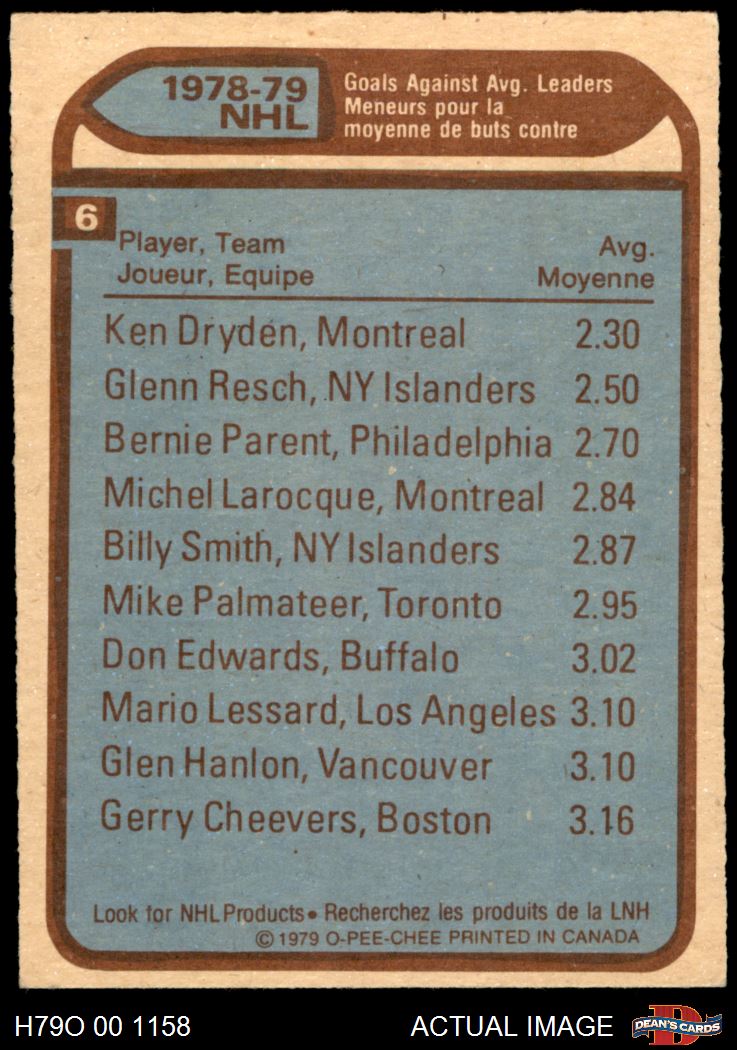 1978-79
NHL
Goals Against Avg. Leaders
Meneurs pour la
moyenne de buts contre
6
Player, Team Avg.
Joueur, Equipe Moyenne
Ken Dryden, Montreal 2.30
Glenn Resch, NY Islanders 2.50
Bernie Parent, Philadelphia 2.70
Michel Larocque, Montreal 2.84
Billy Smith, NY Islanders 2.87
Mike Palmateer, Toronto 2.95
Don Edwards, Buffalo 3.02
Mario Lessard, Los Angeles 3.10
Glen Hanlon, Vancouver 3.10
Gerry Cheevers, Boston 3.16
Look for NHL Products • Recherchez les produits de la LNH
© 1979 O-PEE-CHEE PRINTED IN CANADA
H79O 00 1158 ACTUAL IMAGE D DEAN'S CARDS